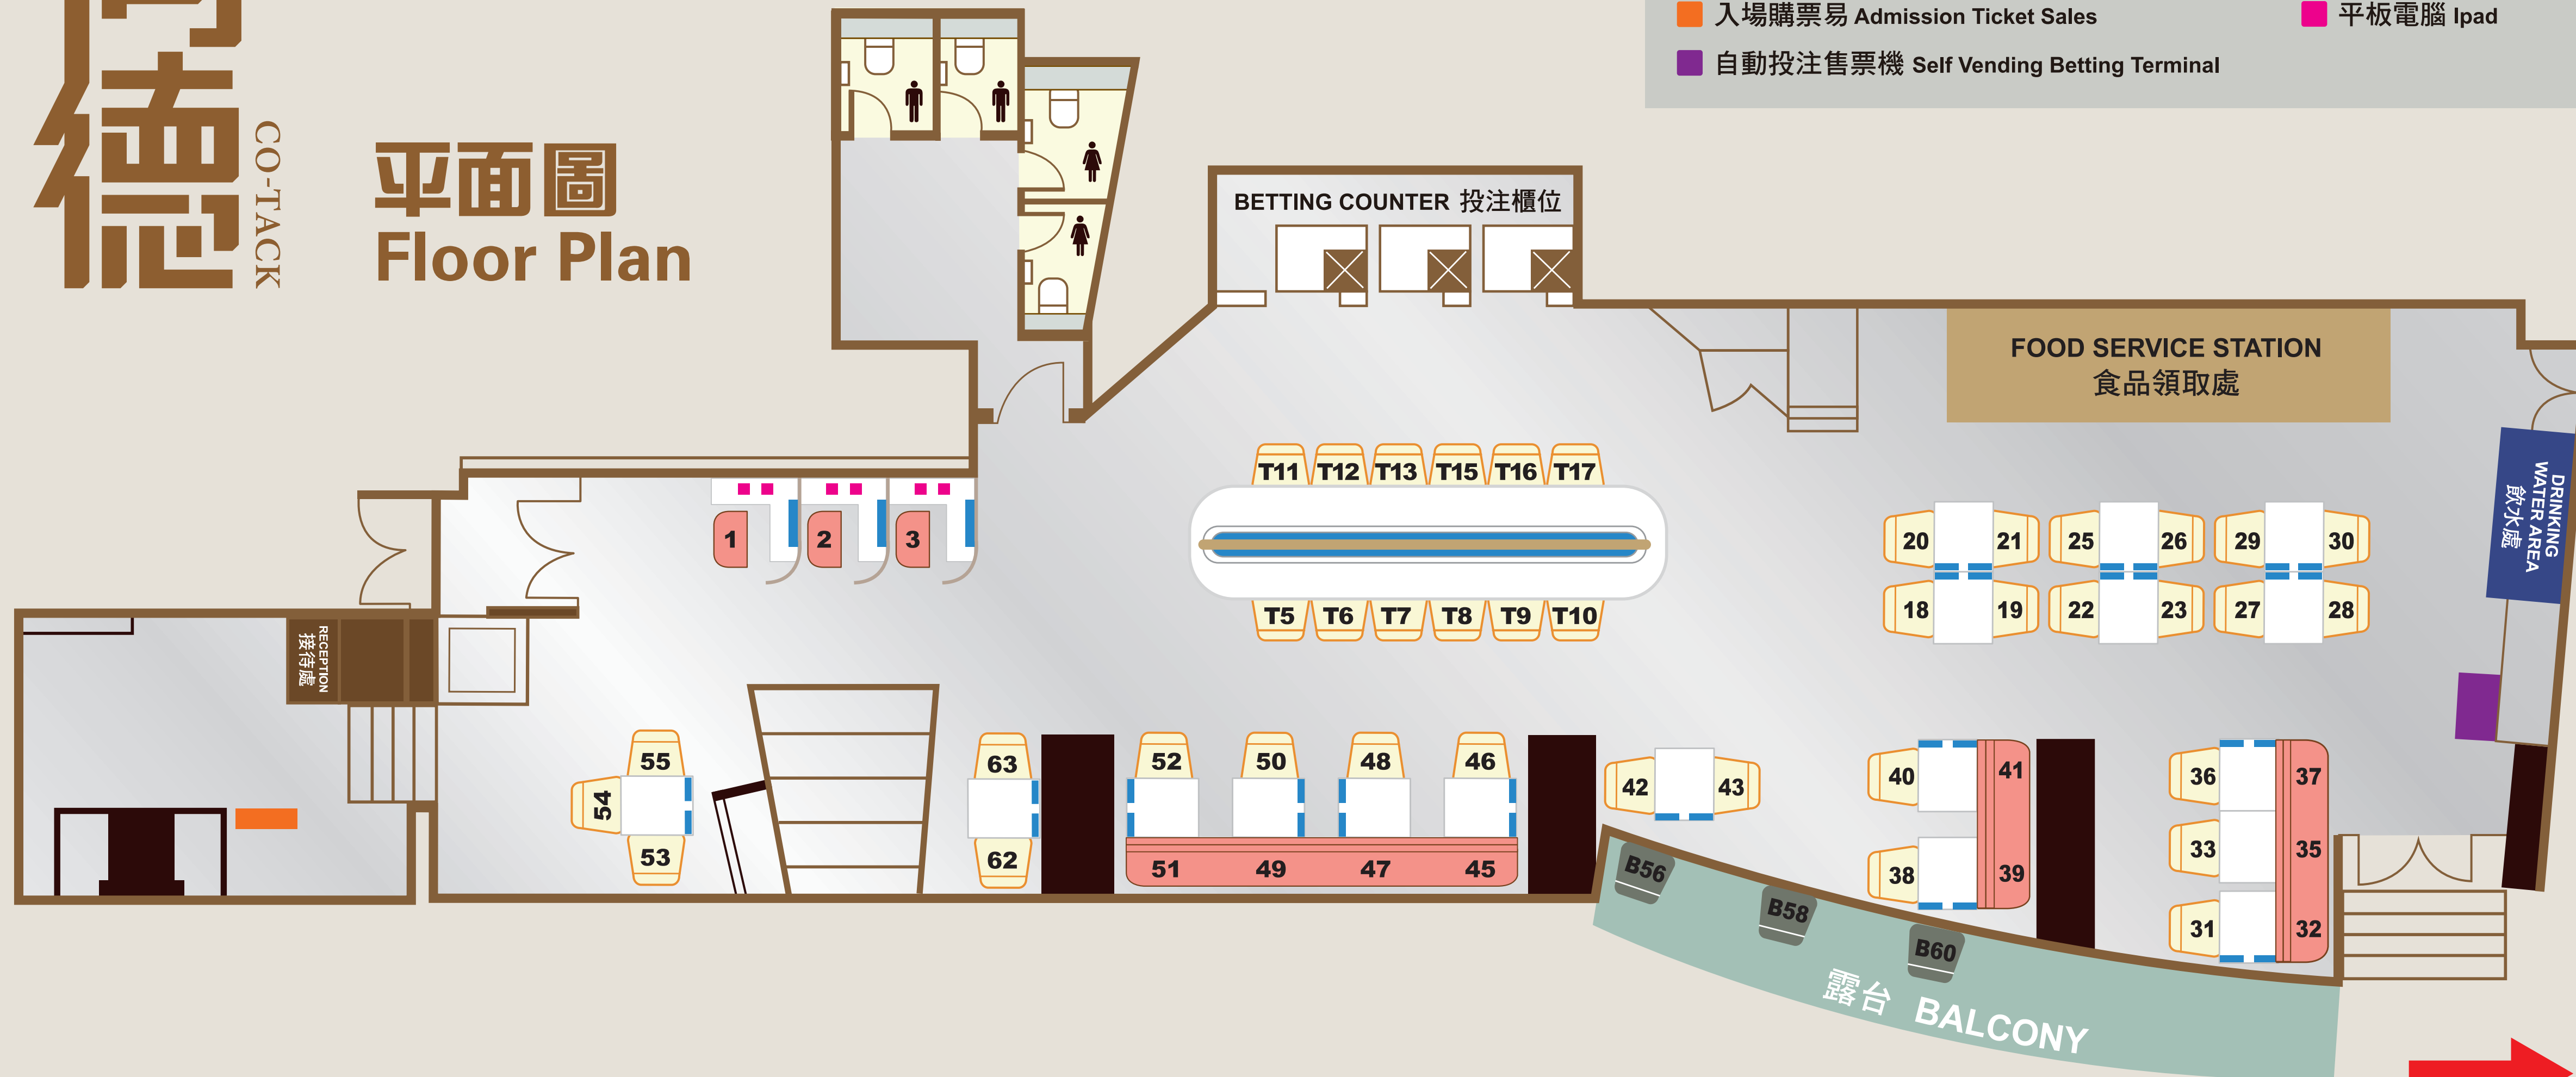 德
CO-TACK
平面圖
Floor Plan
入場購票易 Admission Ticket Sales
平板電腦 Ipad
自動投注售票機 Self Vending Betting Terminal
BETTING COUNTER 投注櫃位
FOOD SERVICE STATION
食品領取處
DRINKING
WATER AREA
飲水處
T11 T12 T13 T15 T16 T17
1 2 3
T5 T6 T7 T8 T9 T10
20 21 25 26 29 30
18 19 22 23 27 28
RECEPTION
接待處
55
54
53
63
62
52 50 48 46
51 49 47 45
42 43
40 41
38 39
36 37
33 35
31 32
B56
B58
B60
露台 BALCONY